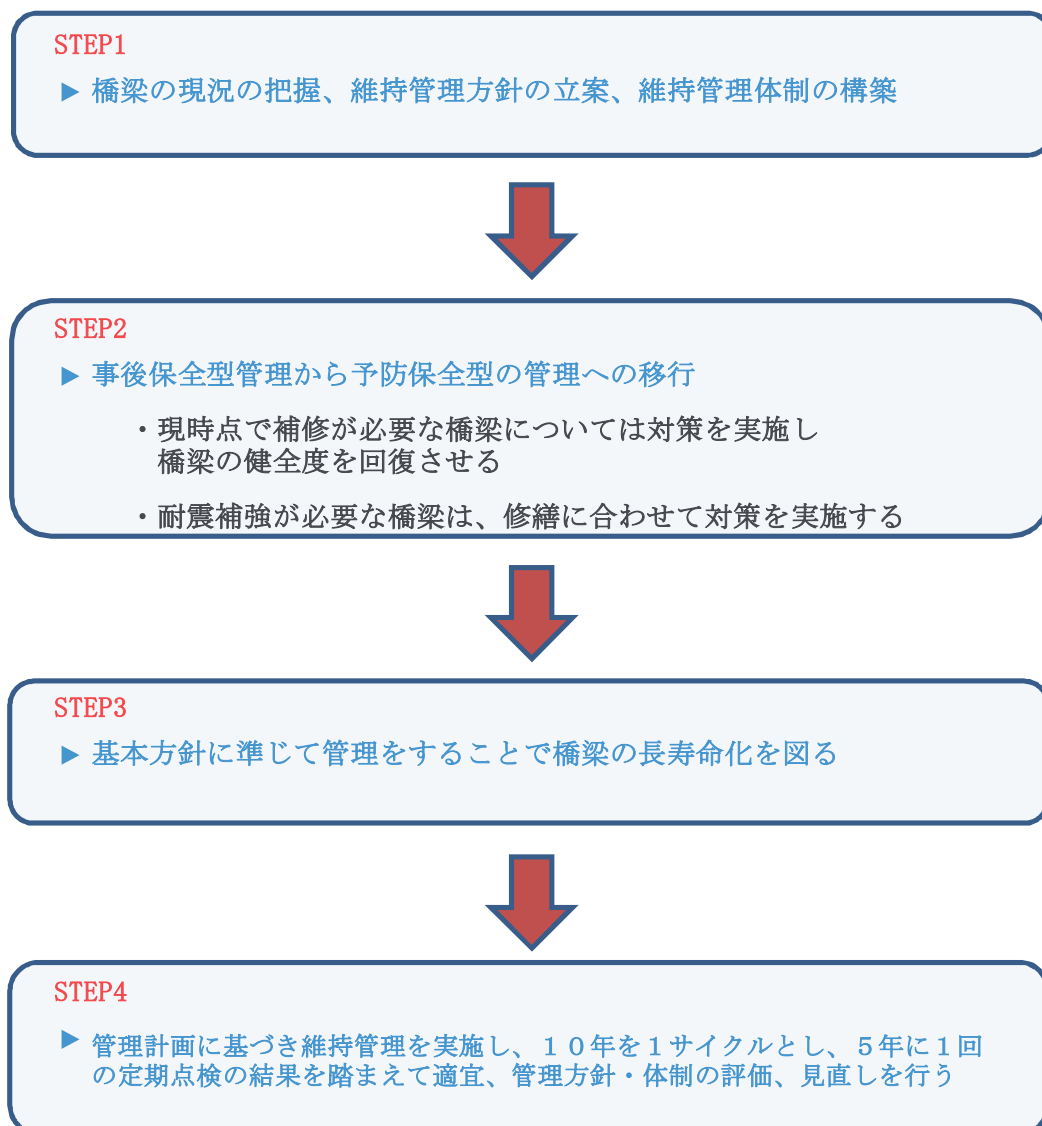 STEP1
▶ 橋梁の現況の把握、維持管理方針の立案、維持管理体制の構築
STEP2
▶ 事後保全型管理から予防保全型の管理への移行
・現時点で補修が必要な橋梁については対策を実施し
橋梁の健全度を回復させる
・耐震補強が必要な橋梁は、修繕に合わせて対策を実施する
STEP3
▶ 基本方針に準じて管理をすることで橋梁の長寿命化を図る
STEP4
▶ 管理計画に基づき維持管理を実施し、１０年を１サイクルとし、５年に１回
の定期点検の結果を踏まえて適宜、管理方針・体制の評価、見直しを行う